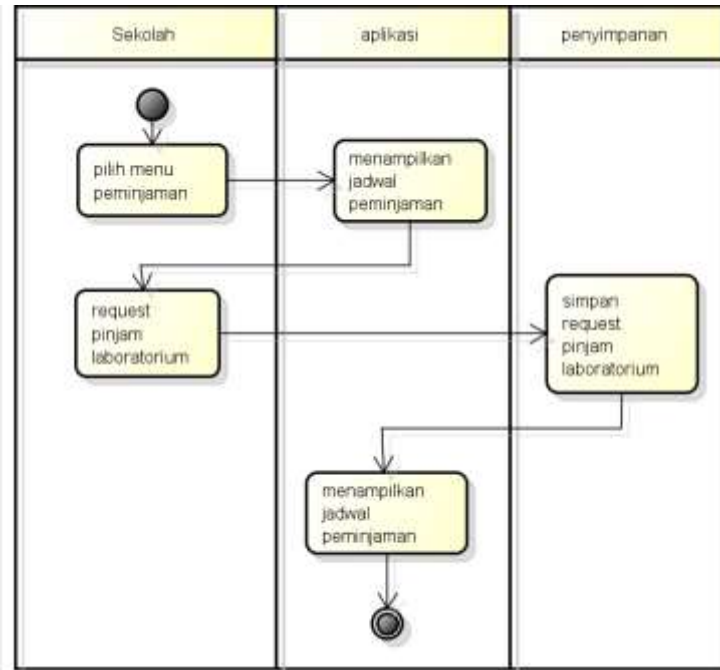 Sekolah
aplikasi
penyimpanan
pilih menu
peminjaman
menampilkan
jadwal
peminjaman
request
pinjam
laboratorium
simpan
request
pinjam
laboratorium
menampilkan
jadwal
peminjaman